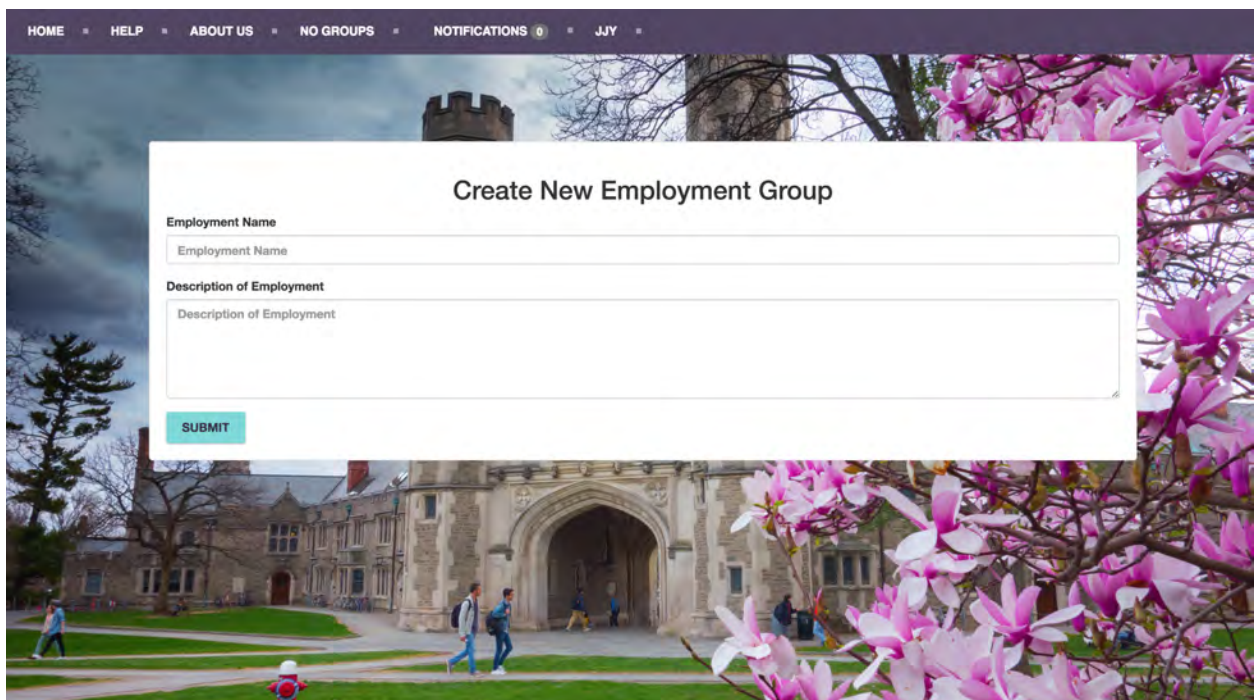 HOME HELP ABOUT US NO GROUPS NOTIFICATIONS 0 JJY
Create New Employment Group
Employment Name
Employment Name
Description of Employment
Description of Employment
SUBMIT